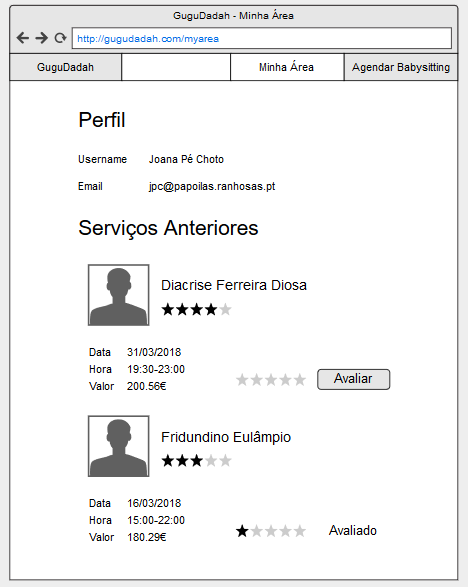 GuguDadah - Minha Área
http://gugudadah.com/myarea
GuguDadah Minha Área Agendar Babysitting
Perfil
Username Joana Pé Choto
Email jpc@papoilas.ranhosas.pt
Serviços Anteriores
Diacrise Ferreira Diosa
Data 31/03/2018
Hora 19:30-23:00
Valor 200.56€
Avaliar
Fridundino Eulâmpio
Data 16/03/2018
Hora 15:00-22:00
Valor 180.29€
Avaliado